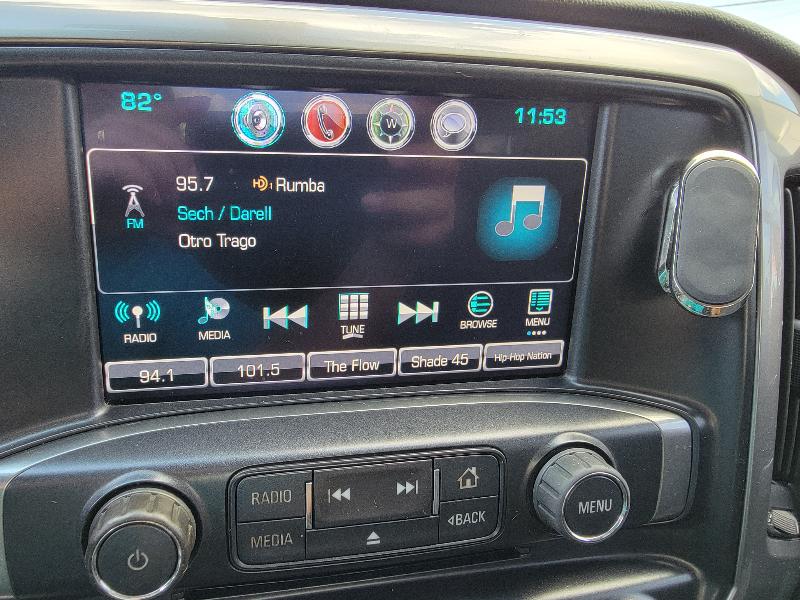 82° 11:53
W
95.7 HD1 Rumba
FM
Sech / Darell
Otro Trago
RADIO MEDIA TUNE BROWSE MENU
94.1 101.5 The Flow Shade 45 Hip-Hop Nation
RADIO
MEDIA BACK
MENU